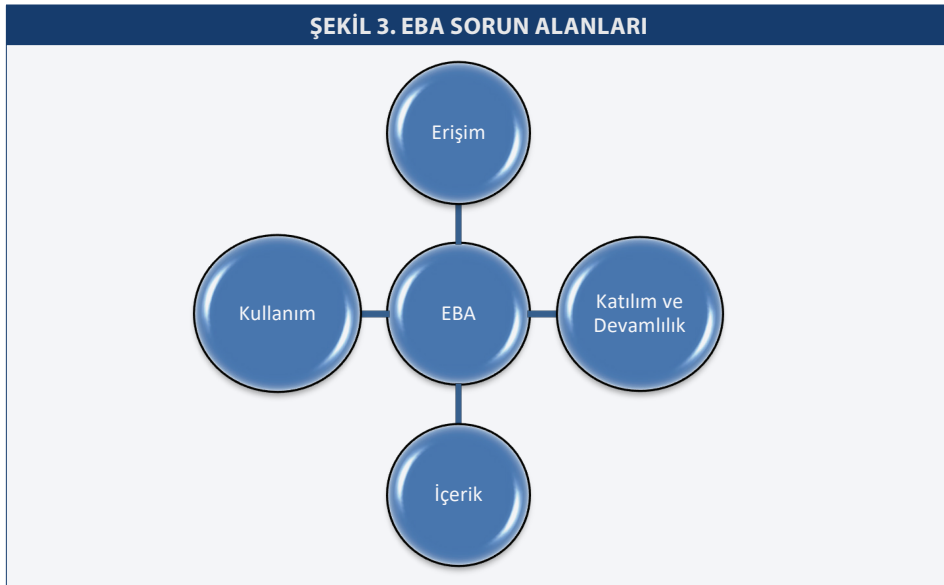 ŞEKİL 3. EBA SORUN ALANLARI
Erişim
Kullanım
EBA
Katılım ve
Devamlılık
İçerik